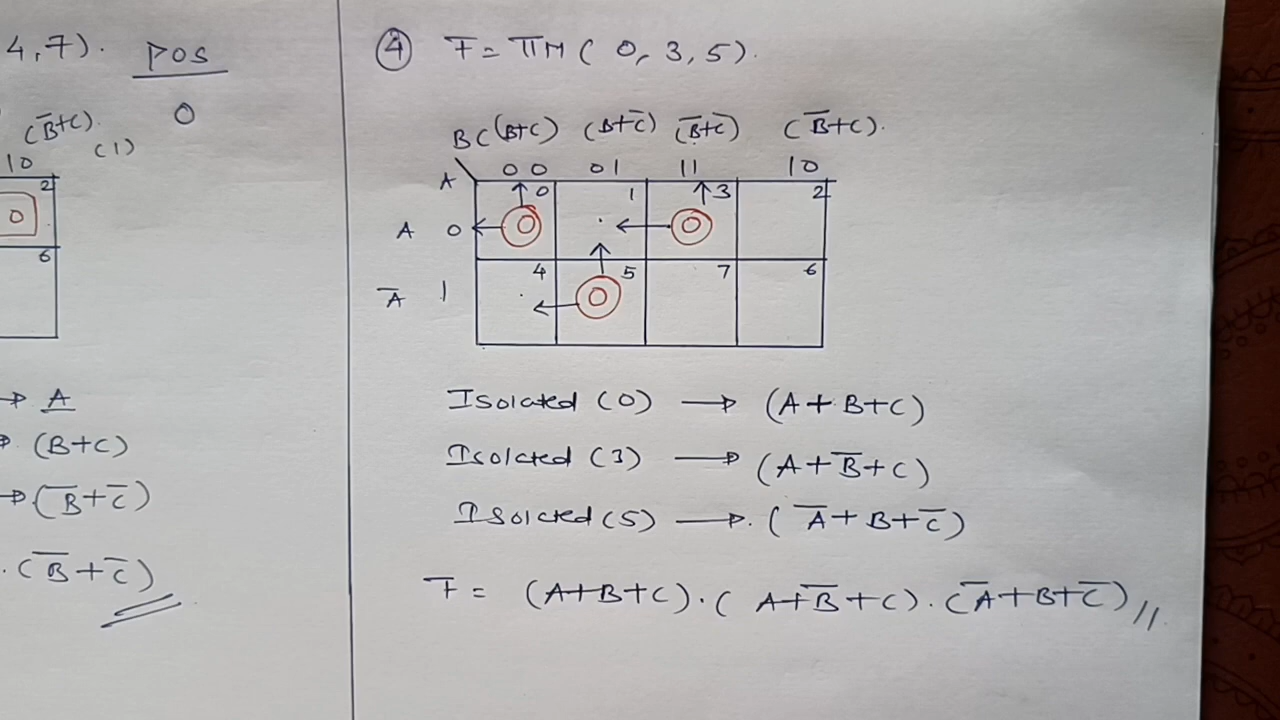 4,7). POS
0
(B̅+C).
10 (1)
2
0
6
→ A
→ (B+C)
→ (B̅+C̅)
.(B̅+C̅)
④ F = ΠM ( 0, 3, 5).
BC (B+C) (B+C̅) (B̅+C̅) (B̅+C).
A 00 01 11 10
0 1 3 2
A 0 0 0
4 5 7 6
A̅ 1 0
Isolated (0) → (A+B+C)
Isolated (3) → (A+B̅+C)
Isolated (5) → (A̅+B+C̅)
F = (A+B+C).(A+B̅+C).(A̅+B+C̅)//